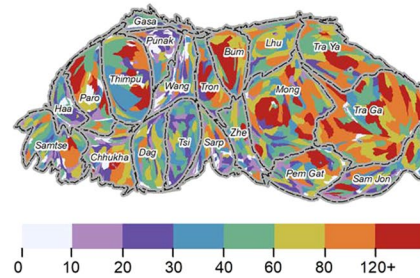 Gasa
Punak
Bum
Lhu
Tra Ya
Thimpu
Paro
Wang
Tron
Mong
Haa
Tra Ga
Samtse
Chhukha
Dag
Tsi
Sarp
Zhe
Pem Gat
Sam Jon
0 10 20 30 40 60 80 120+